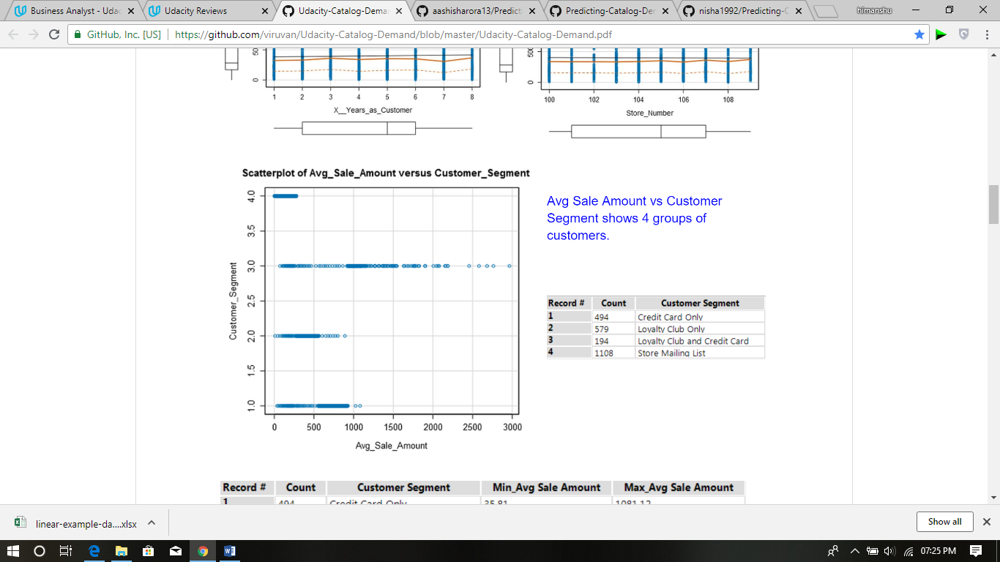 Business Analyst - Udac
Udacity Reviews
Udacity-Catalog-Dema
aashisharora13/Predict
Predicting-Catalog-De
nisha1992/Predicting-C
himanshu
GitHub, Inc. [US]
https://github.com/viruvan/Udacity-Catalog-Demand/blob/master/Udacity-Catalog-Demand.pdf
50
0
1 2 3 4 5 6 7 8
X__Years_as_Customer
0
100 102 104 106 108
Store_Number
Scatterplot of Avg_Sale_Amount versus Customer_Segment
4.0
3.5
3.0
2.5
2.0
1.5
1.0
Customer_Segment
0 500 1000 1500 2000 2500 3000
Avg_Sale_Amount
Avg Sale Amount vs Customer
Segment shows 4 groups of
customers.
Record # Count Customer Segment
1 494 Credit Card Only
2 579 Loyalty Club Only
3 194 Loyalty Club and Credit Card
4 1108 Store Mailing List
Record # Count Customer Segment Min_Avg Sale Amount Max_Avg Sale Amount
1 494 Credit Card Only 35.81 1081.12
linear-example-da....xlsx
Show all
07:25 PM